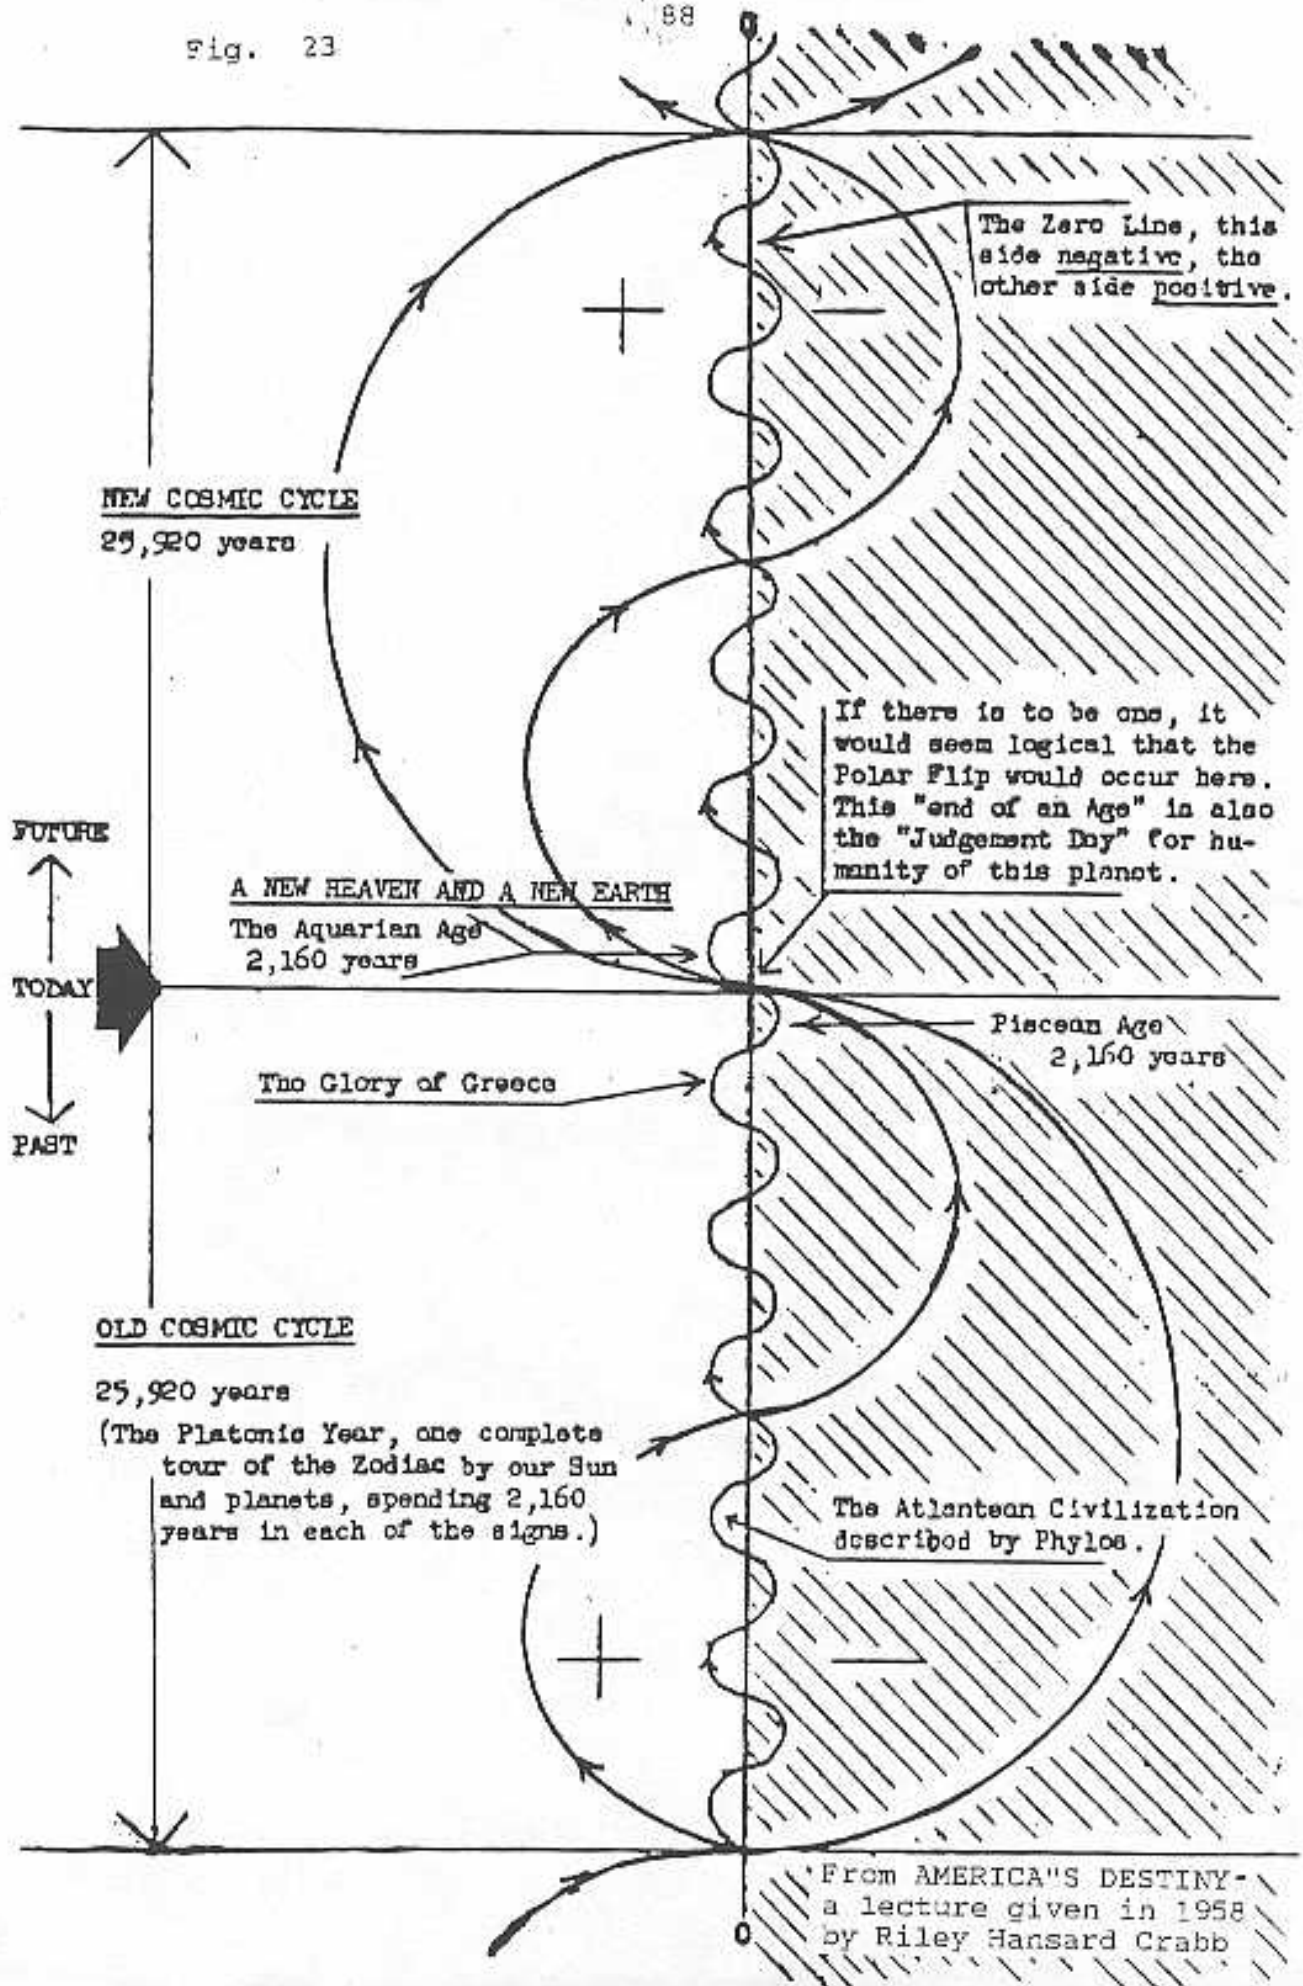 Fig. 23
88
0
The Zero Line, this
side negative, the
other side positive.
+
—
NEW COSMIC CYCLE
25,920 years
If there is to be one, it
would seem logical that the
Polar Flip would occur here.
This "end of an Age" is also
the "Judgement Day" for hu-
manity of this planet.
FUTURE
A NEW HEAVEN AND A NEW EARTH
The Aquarian Age
2,160 years
TODAY
Piscean Age
2,160 years
The Glory of Greece
PAST
OLD COSMIC CYCLE
25,920 years
(The Platonic Year, one complete
tour of the Zodiac by our Sun
and planets, spending 2,160
years in each of the signs.)
The Atlantean Civilization
described by Phylos.
+
—
From AMERICA"S DESTINY-
a lecture given in 1958
by Riley Hansard Crabb
0